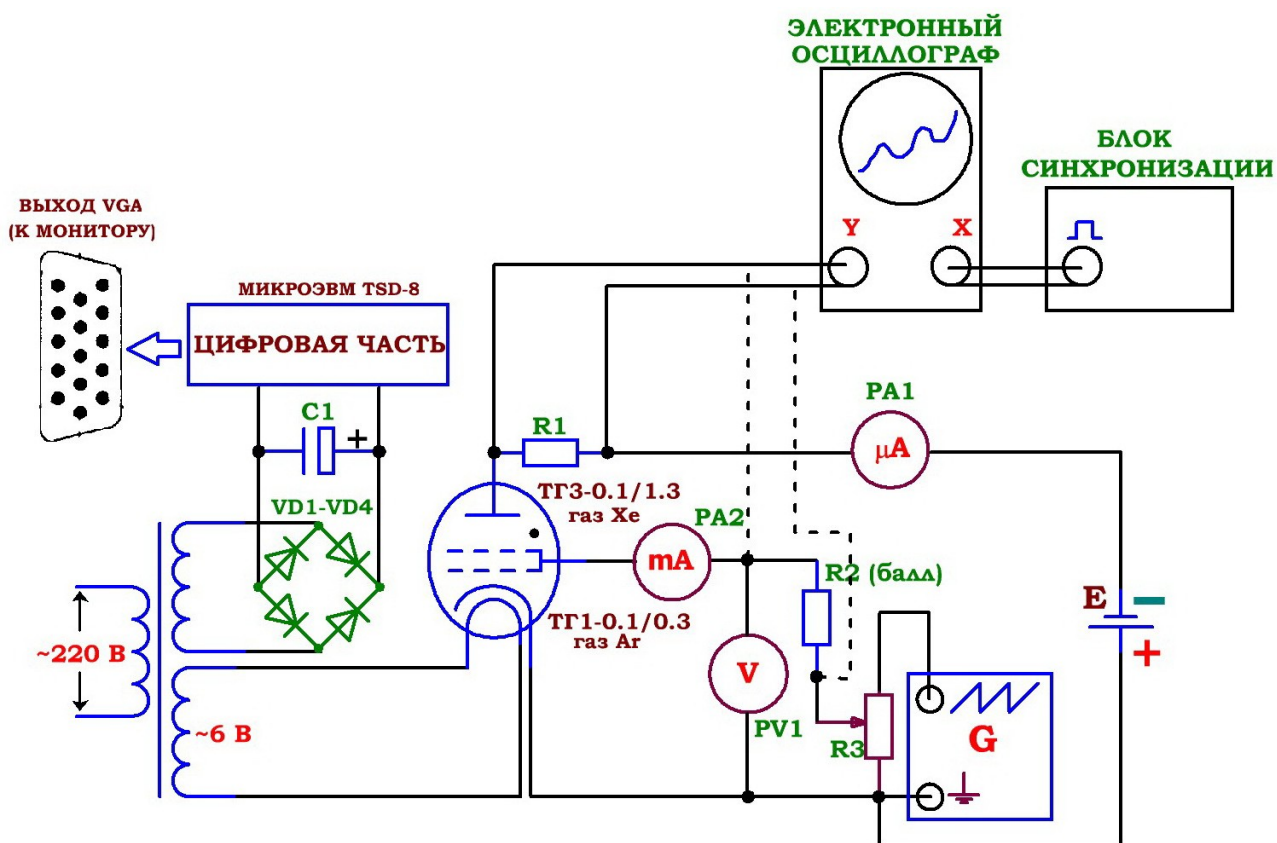 ЭЛЕКТРОННЫЙ
ОСЦИЛЛОГРАФ
БЛОК
СИНХРОНИЗАЦИИ
Y
X
ВЫХОД VGA
(К МОНИТОРУ)
МИКРОЭВМ TSD-8
ЦИФРОВАЯ ЧАСТЬ
C1
+
R1
PA1
μA
VD1-VD4
ТГ3-0.1/1.3
газ Xe
PA2
mA
R2 (балл)
ТГ1-0.1/0.3
газ Ar
E
−
+
~220 В
V
~6 В
PV1
R3
G